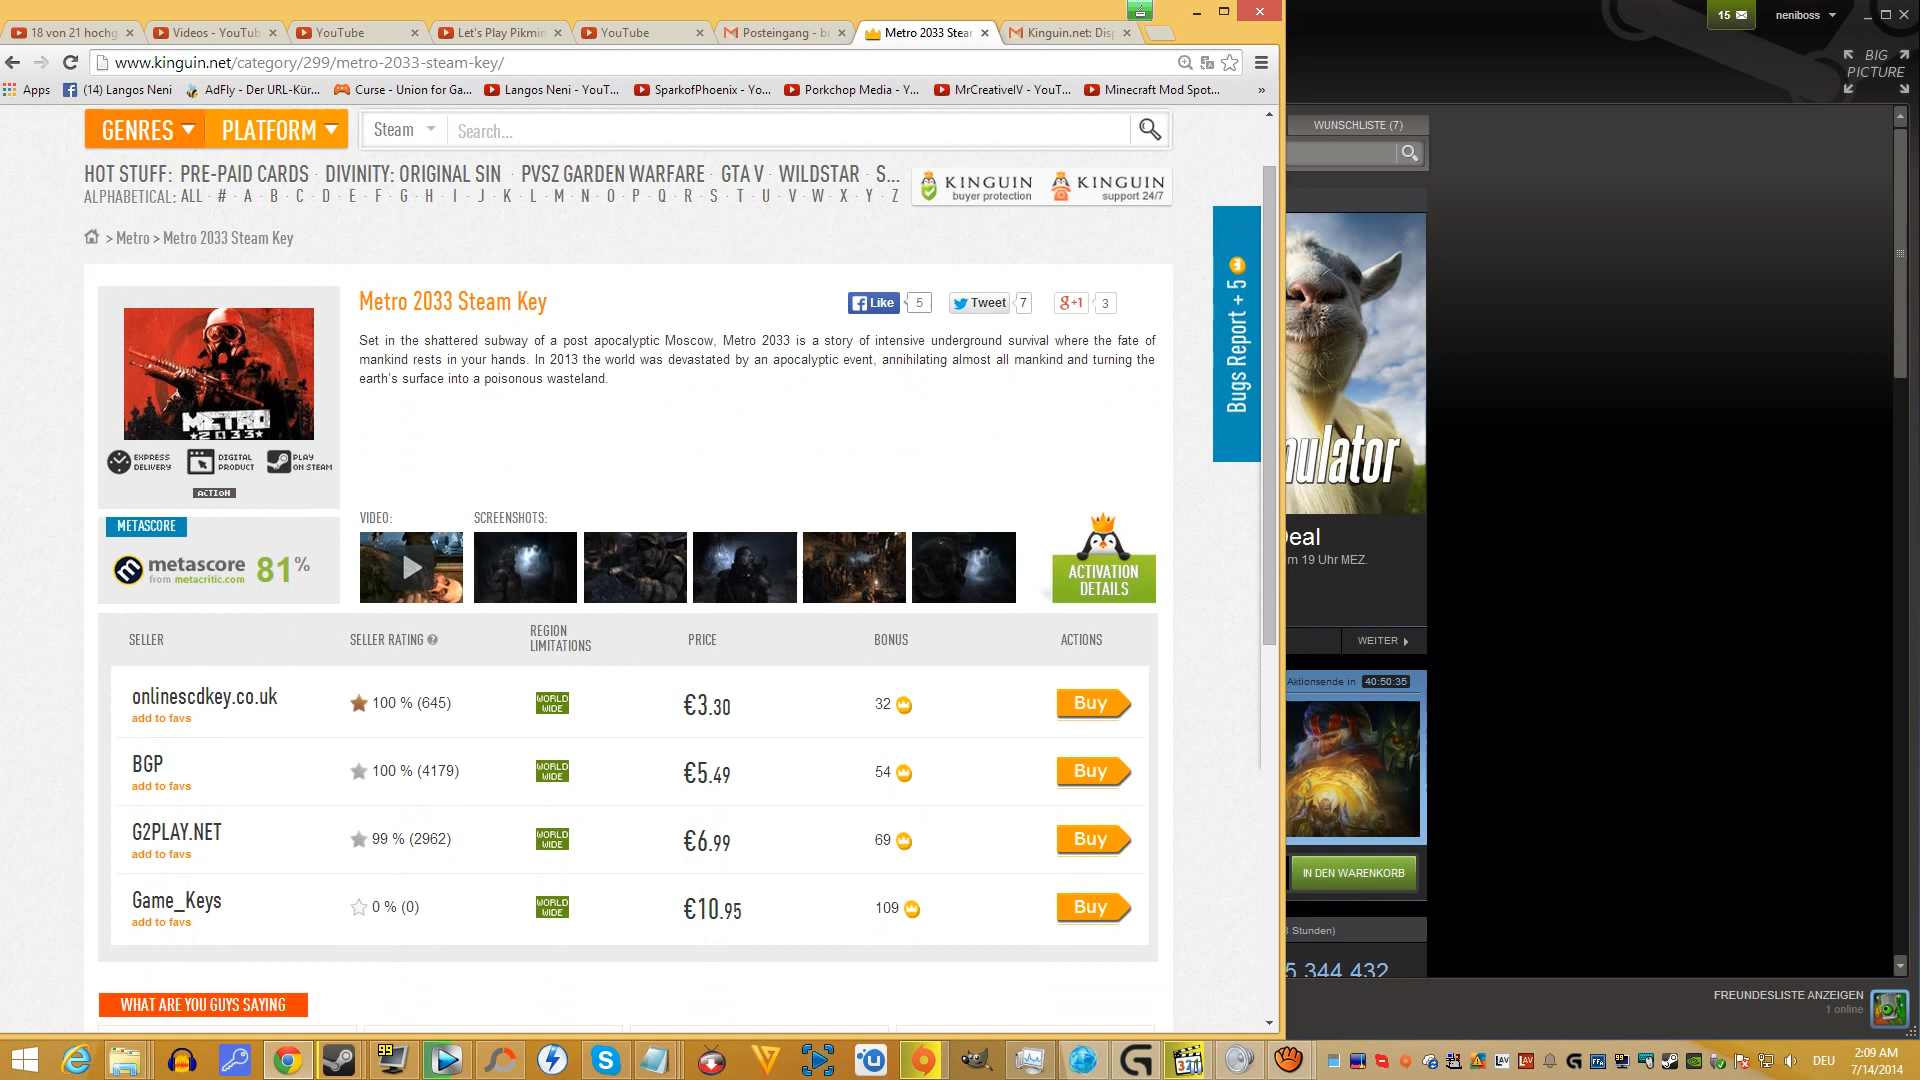 18 von 21 hochg
Videos - YouTub
YouTube
Let's Play Pikmin
YouTube
Posteingang - be
Metro 2033 Stean
Kinguin.net: Disp
www.kinguin.net/category/299/metro-2033-steam-key/
Apps
(14) Langos Neni
AdFly - Der URL-Kür...
Curse - Union for Ga...
Langos Neni - YouT...
SparkofPhoenix - Yo...
Porkchop Media - Y...
MrCreativeIV - YouT...
Minecraft Mod Spot...
»
GENRES
PLATFORM
Steam
Search...
HOT STUFF: PRE-PAID CARDS · DIVINITY: ORIGINAL SIN · PVSZ GARDEN WARFARE · GTA V · WILDSTAR · S...
ALPHABETICAL: ALL · # · A · B · C · D · E · F · G · H · I · J · K · L · M · N · O · P · Q · R · S · T · U · V · W · X · Y · Z
KINGUIN
buyer protection
KINGUIN
support 24/7
> Metro > Metro 2033 Steam Key
Metro 2033 Steam Key
Like
5
Tweet
7
g+1
3
Set in the shattered subway of a post apocalyptic Moscow, Metro 2033 is a story of intensive underground survival where the fate of
mankind rests in your hands. In 2013 the world was devastated by an apocalyptic event, annihilating almost all mankind and turning the
earth's surface into a poisonous wasteland.
METRO
2033
EXPRESS
DELIVERY
DIGITAL
PRODUCT
PLAY
ON STEAM
ACTION
METASCORE
metascore
from metacritic.com
81%
VIDEO:
SCREENSHOTS:
ACTIVATION
DETAILS
Bugs Report + 5
SELLER
SELLER RATING
REGION
LIMITATIONS
PRICE
BONUS
ACTIONS
onlinescdkey.co.uk
add to favs
100 % (645)
WORLD
WIDE
€3.30
32
Buy
BGP
add to favs
100 % (4179)
WORLD
WIDE
€5.49
54
Buy
G2PLAY.NET
add to favs
99 % (2962)
WORLD
WIDE
€6.99
69
Buy
Game_Keys
add to favs
0 % (0)
WORLD
WIDE
€10.95
109
Buy
WHAT ARE YOU GUYS SAYING
15
neniboss
BIG
PICTURE
WUNSCHLISTE (7)
ulator
Deal
m 19 Uhr MEZ.
WEITER
Aktionsende in 40:50:35
IN DEN WARENKORB
Stunden)
5 344 432
FREUNDESLISTE ANZEIGEN
1 online
DEU
2:09 AM
7/14/2014